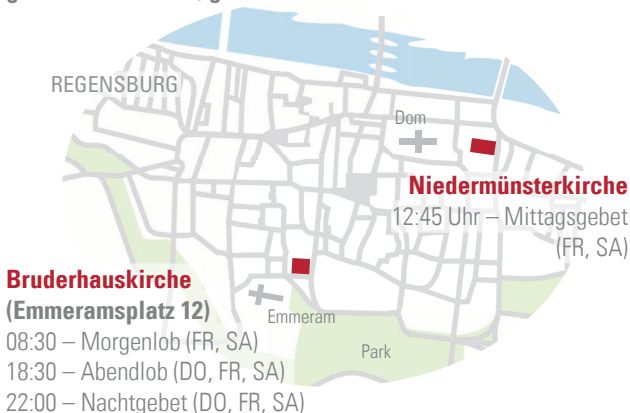 REGENSBURG
Dom
Niedermünsterkirche
12:45 Uhr – Mittagsgebet
(FR, SA)
Bruderhauskirche
(Emmeramsplatz 12)
08:30 – Morgenlob (FR, SA)
18:30 – Abendlob (DO, FR, SA)
22:00 – Nachtgebet (DO, FR, SA)
Emmeram
Park